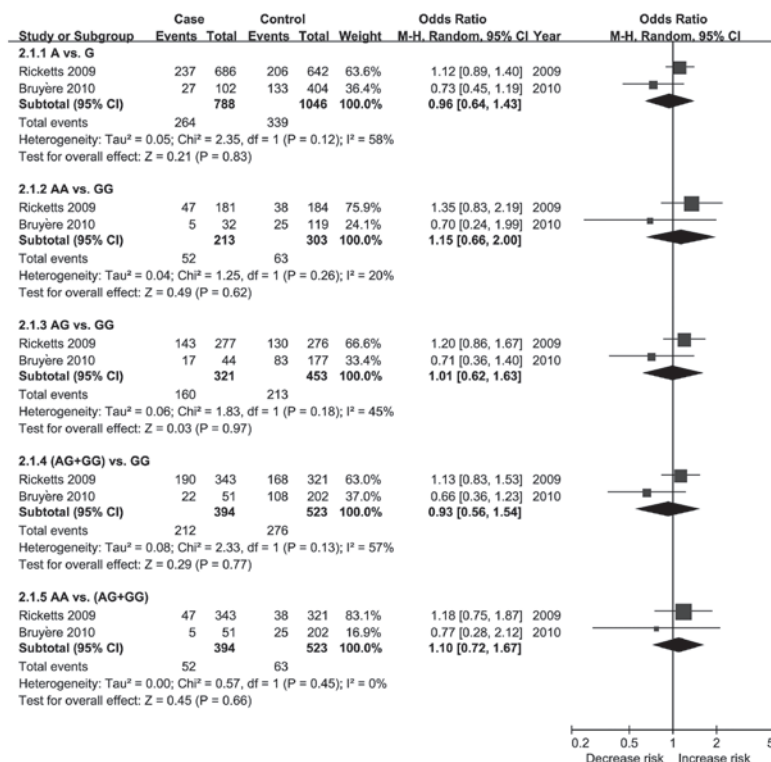 Case Control Odds Ratio Odds Ratio
Study or Subgroup Events Total Events Total Weight M-H, Random, 95% CI Year M-H, Random, 95% CI
2.1.1 A vs. G
Ricketts 2009 237 686 206 642 63.6% 1.12 [0.89, 1.40] 2009
Bruyère 2010 27 102 133 404 36.4% 0.73 [0.45, 1.19] 2010
Subtotal (95% CI) 788 1046 100.0% 0.96 [0.64, 1.43]
Total events 264 339
Heterogeneity: Tau² = 0.05; Chi² = 2.35, df = 1 (P = 0.12); I² = 58%
Test for overall effect: Z = 0.21 (P = 0.83)
2.1.2 AA vs. GG
Ricketts 2009 47 181 38 184 75.9% 1.35 [0.83, 2.19] 2009
Bruyère 2010 5 32 25 119 24.1% 0.70 [0.24, 1.99] 2010
Subtotal (95% CI) 213 303 100.0% 1.15 [0.66, 2.00]
Total events 52 63
Heterogeneity: Tau² = 0.04; Chi² = 1.25, df = 1 (P = 0.26); I² = 20%
Test for overall effect: Z = 0.49 (P = 0.62)
2.1.3 AG vs. GG
Ricketts 2009 143 277 130 276 66.6% 1.20 [0.86, 1.67] 2009
Bruyère 2010 17 44 83 177 33.4% 0.71 [0.36, 1.40] 2010
Subtotal (95% CI) 321 453 100.0% 1.01 [0.62, 1.63]
Total events 160 213
Heterogeneity: Tau² = 0.06; Chi² = 1.83, df = 1 (P = 0.18); I² = 45%
Test for overall effect: Z = 0.03 (P = 0.97)
2.1.4 (AG+GG) vs. GG
Ricketts 2009 190 343 168 321 63.0% 1.13 [0.83, 1.53] 2009
Bruyère 2010 22 51 108 202 37.0% 0.66 [0.36, 1.23] 2010
Subtotal (95% CI) 394 523 100.0% 0.93 [0.56, 1.54]
Total events 212 276
Heterogeneity: Tau² = 0.08; Chi² = 2.33, df = 1 (P = 0.13); I² = 57%
Test for overall effect: Z = 0.29 (P = 0.77)
2.1.5 AA vs. (AG+GG)
Ricketts 2009 47 343 38 321 83.1% 1.18 [0.75, 1.87] 2009
Bruyère 2010 5 51 25 202 16.9% 0.77 [0.28, 2.12] 2010
Subtotal (95% CI) 394 523 100.0% 1.10 [0.72, 1.67]
Total events 52 63
Heterogeneity: Tau² = 0.00; Chi² = 0.57, df = 1 (P = 0.45); I² = 0%
Test for overall effect: Z = 0.45 (P = 0.66)
0.2 0.5 1 2 5
Decrease risk Increase risk